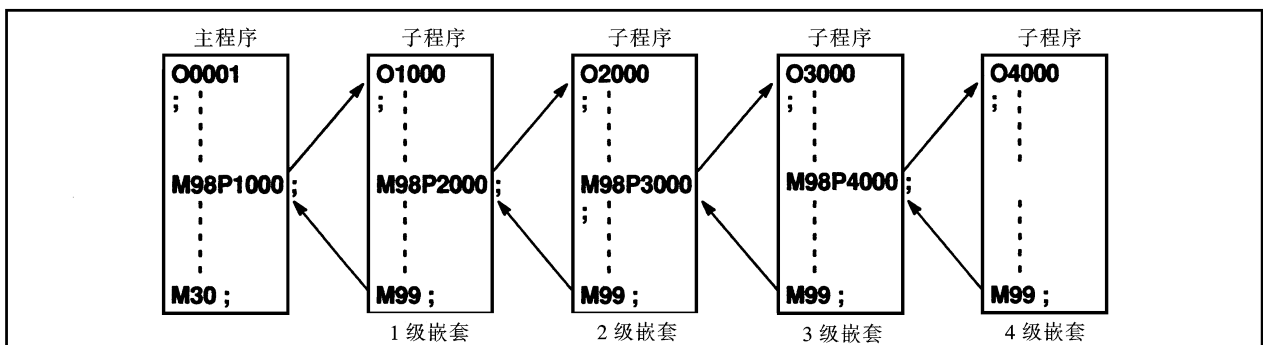 主程序
O0001
;
M98P1000 ;
M30 ;
子程序
O1000
;
M98P2000 ;
M99 ;
1 级嵌套
子程序
O2000
;
M98P3000
;
M99 ;
2 级嵌套
子程序
O3000
;
M98P4000 ;
M99 ;
3 级嵌套
子程序
O4000
;
M99 ;
4 级嵌套